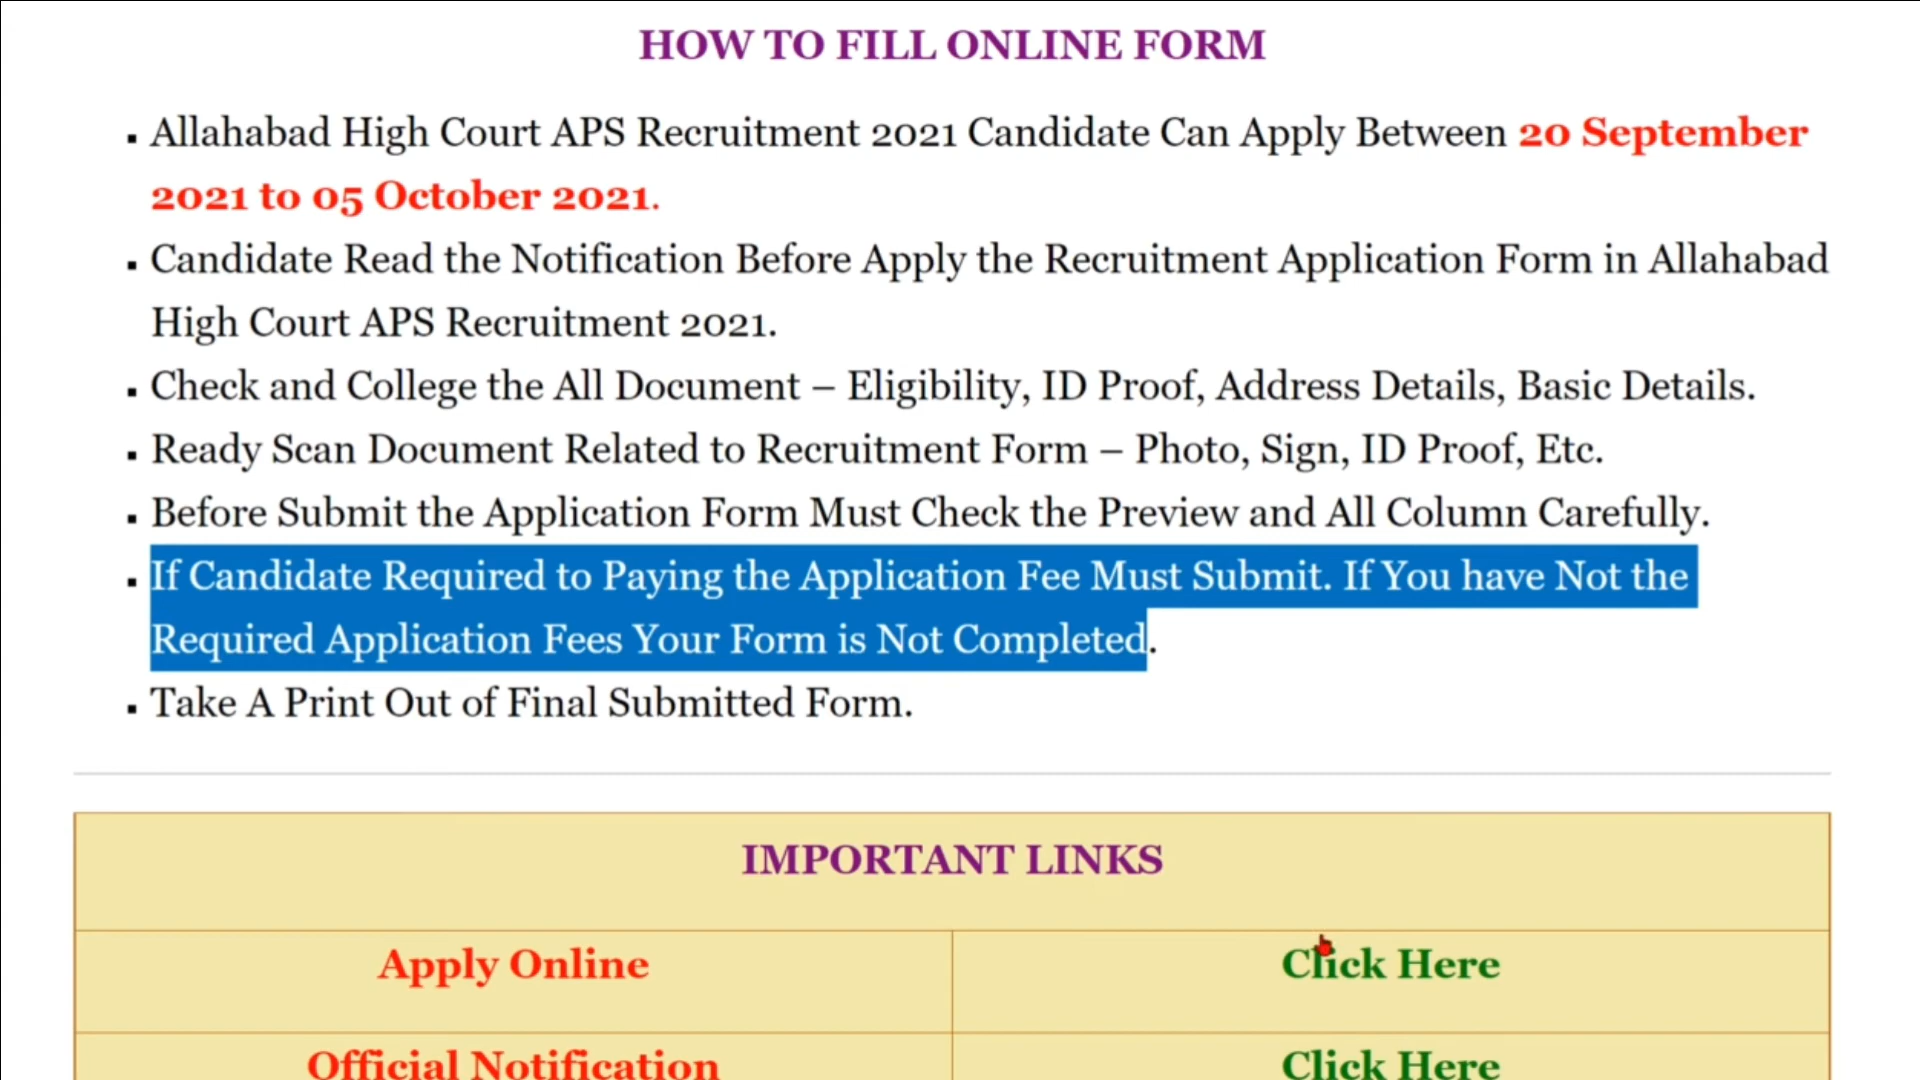 HOW TO FILL ONLINE FORM
Allahabad High Court APS Recruitment 2021 Candidate Can Apply Between 20 September
2021 to 05 October 2021.
Candidate Read the Notification Before Apply the Recruitment Application Form in Allahabad
High Court APS Recruitment 2021.
Check and College the All Document – Eligibility, ID Proof, Address Details, Basic Details.
Ready Scan Document Related to Recruitment Form – Photo, Sign, ID Proof, Etc.
Before Submit the Application Form Must Check the Preview and All Column Carefully.
If Candidate Required to Paying the Application Fee Must Submit. If You have Not the
Required Application Fees Your Form is Not Completed.
Take A Print Out of Final Submitted Form.
IMPORTANT LINKS
Apply Online Click Here
Official Notification Click Here